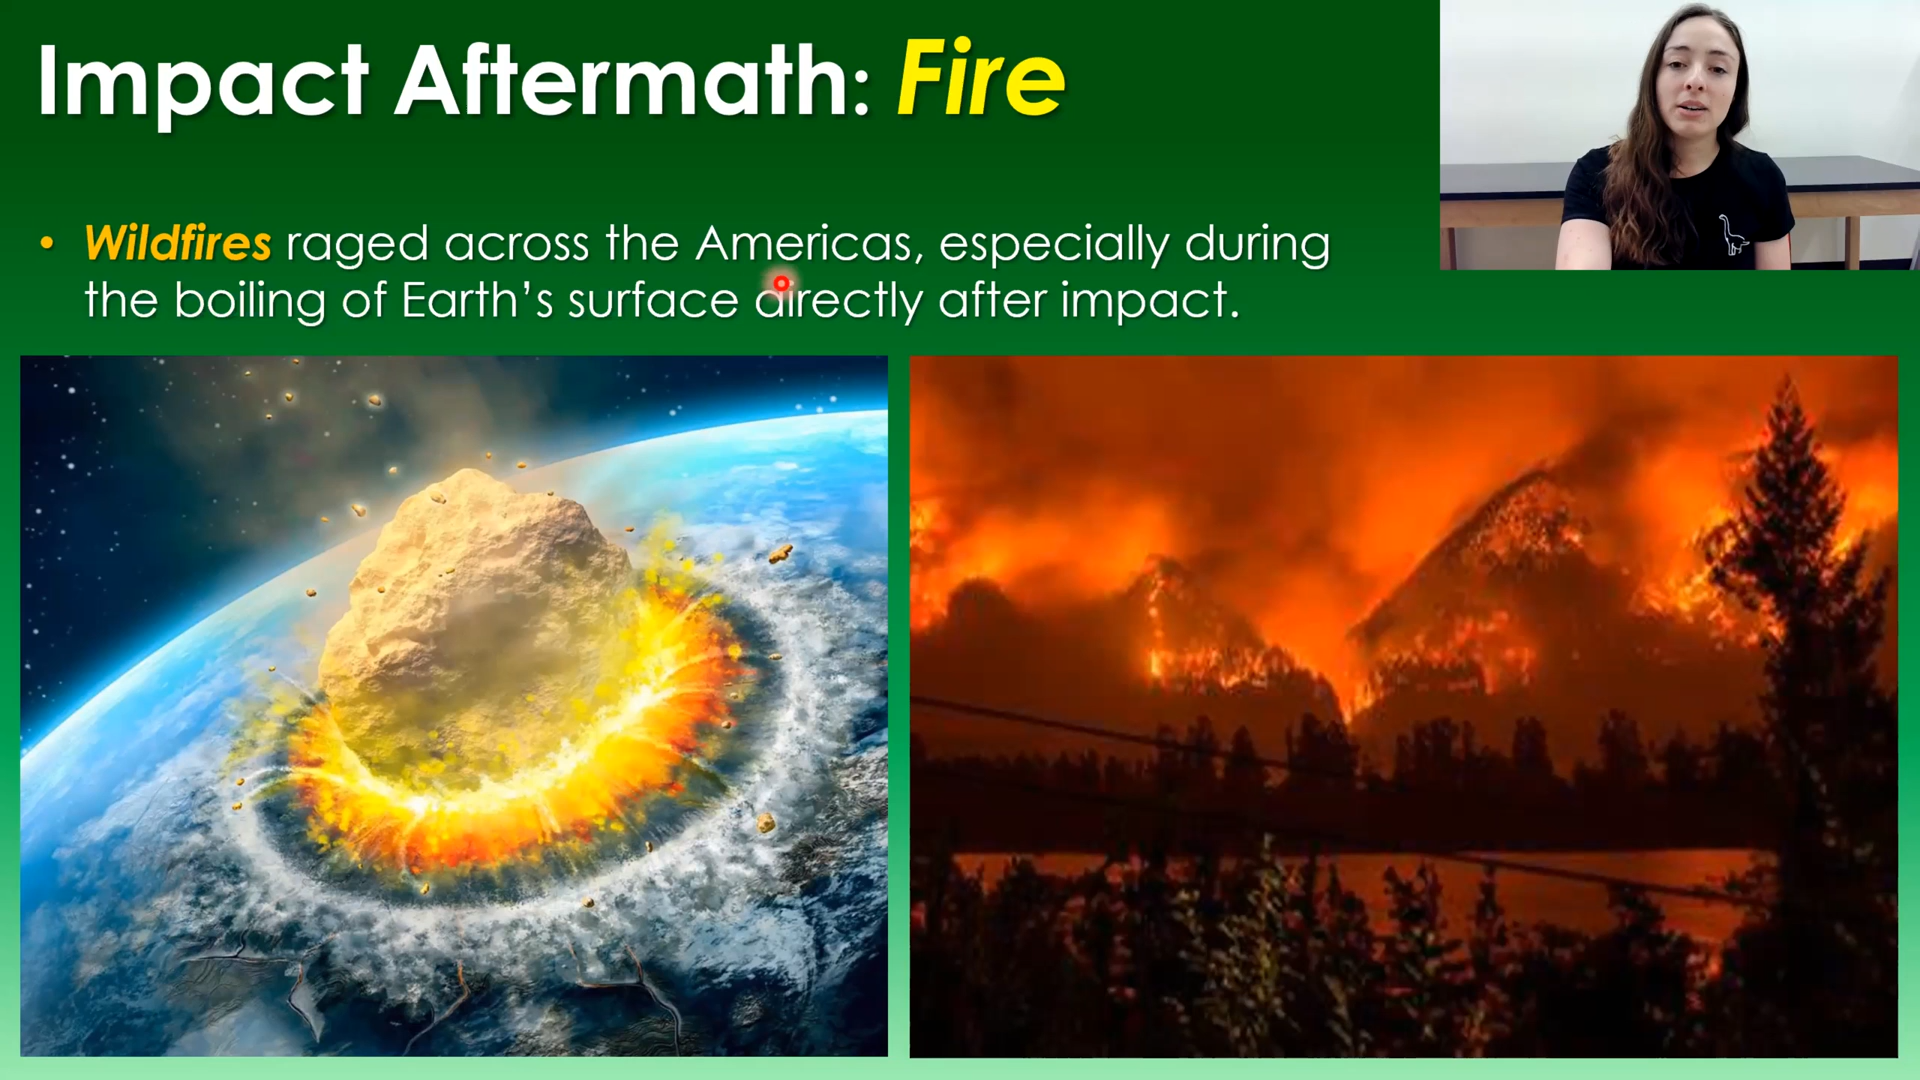 Impact Aftermath: Fire
• Wildfires raged across the Americas, especially during
the boiling of Earth’s surface directly after impact.